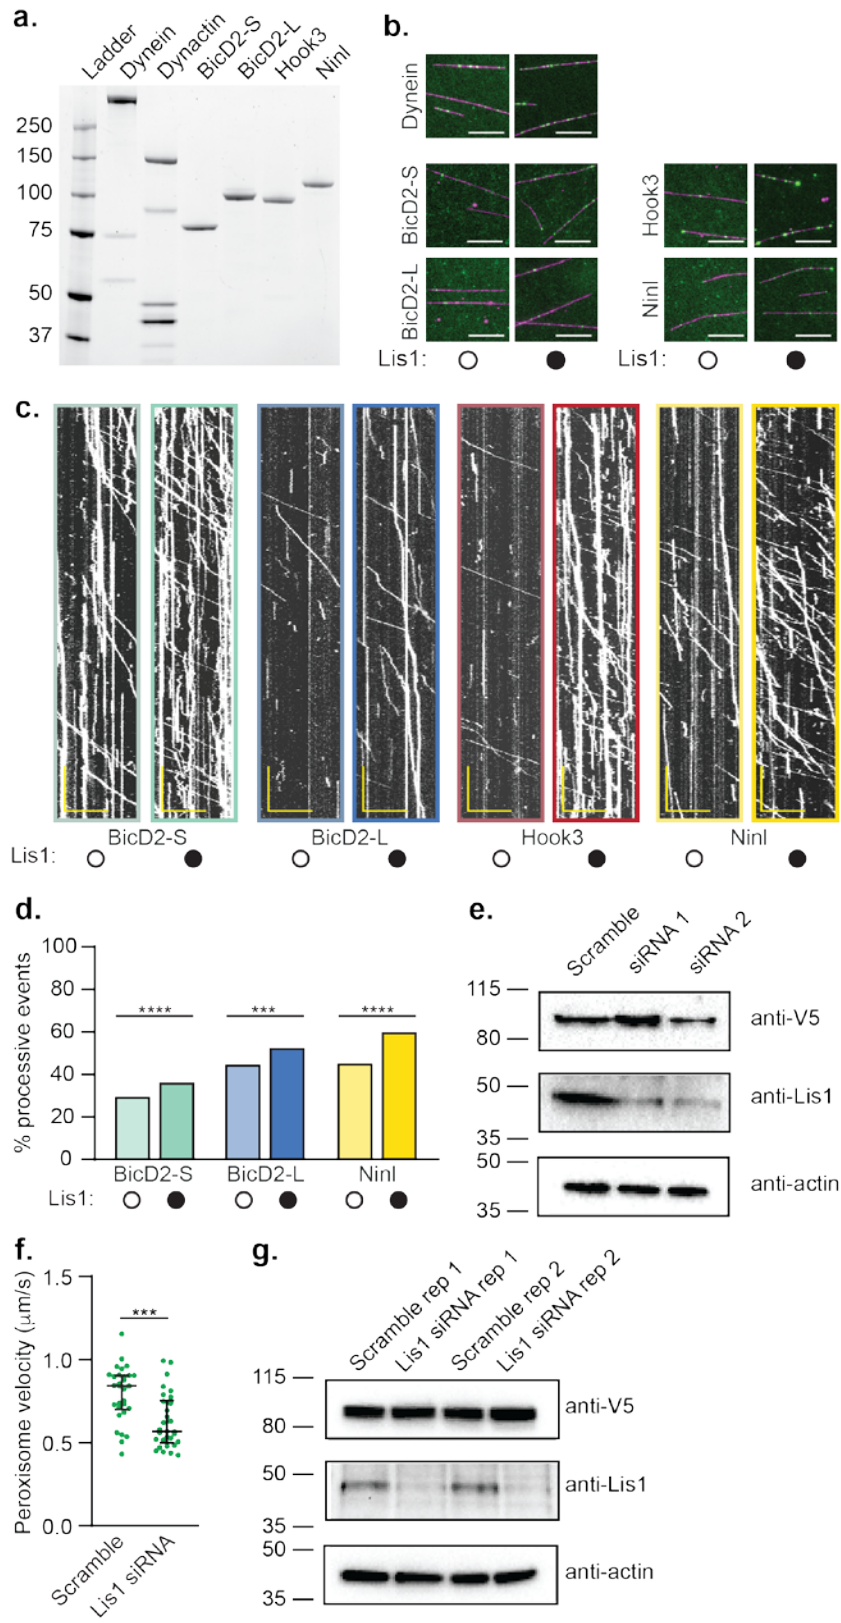 a.
Ladder
Dynein
Dynactin
BicD2-S
BicD2-L
Hook3
Ninl
250
150
100
75
50
37
b.
Dynein
BicD2-S
BicD2-L
Hook3
Ninl
Lis1:
Lis1:
c.
BicD2-S
BicD2-L
Hook3
Ninl
Lis1:
d.
% processive events
100
80
60
40
20
0
****
***
****
BicD2-S
BicD2-L
Ninl
Lis1:
e.
Scramble
siRNA 1
siRNA 2
115
80
anti-V5
50
35
anti-Lis1
50
35
anti-actin
f.
Peroxisome velocity (μm/s)
1.5
1.0
0.5
0.0
***
Scramble
Lis1 siRNA
g.
Scramble rep 1
Lis1 siRNA rep 1
Scramble rep 2
Lis1 siRNA rep 2
115
80
anti-V5
50
35
anti-Lis1
50
35
anti-actin